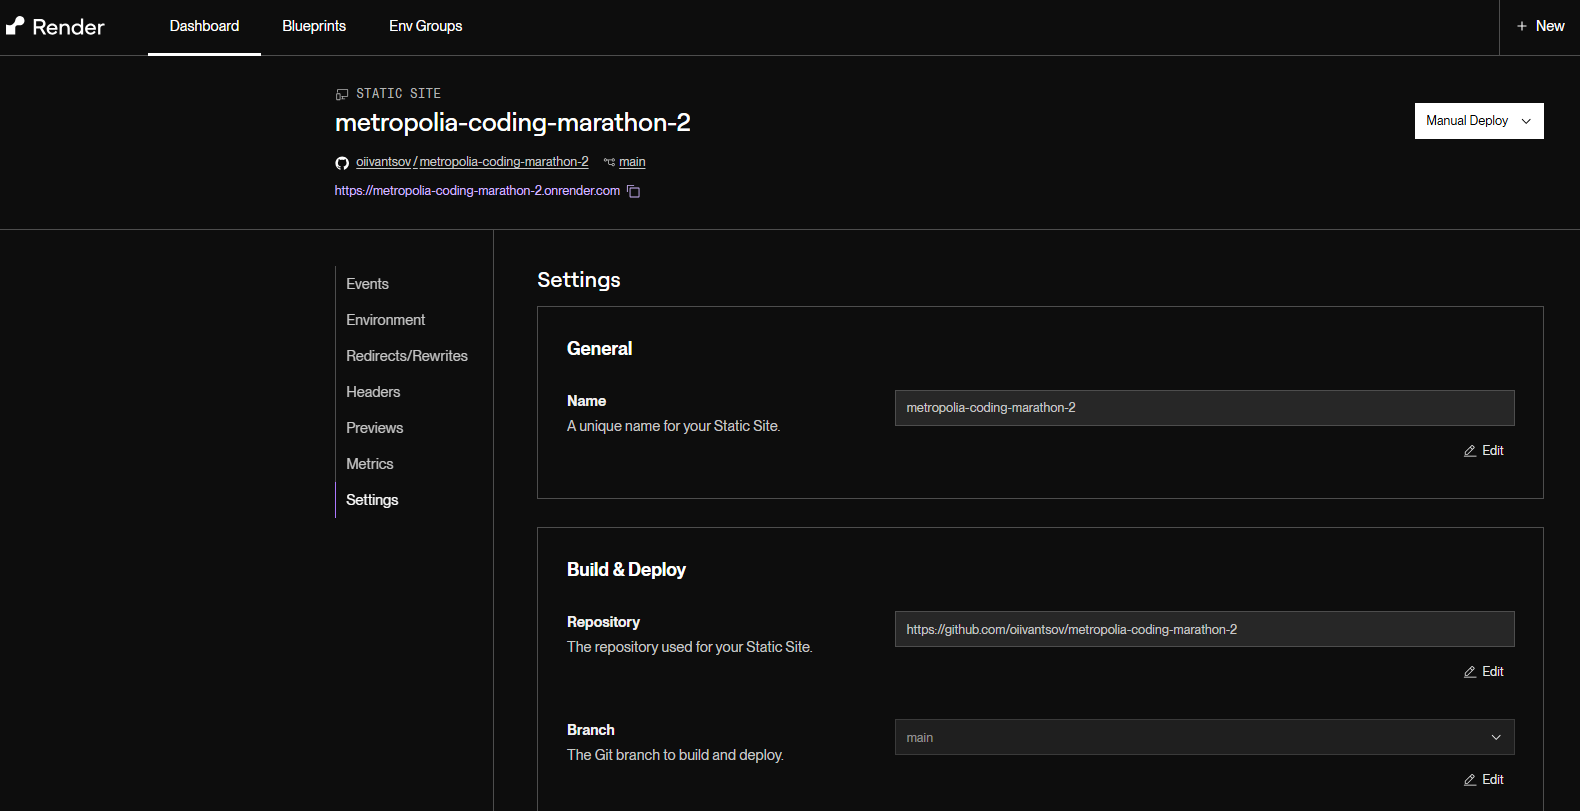 Render
Dashboard
Blueprints
Env Groups
+ New
STATIC SITE
metropolia-coding-marathon-2
Manual Deploy
oiivantsov / metropolia-coding-marathon-2 main
https://metropolia-coding-marathon-2.onrender.com
Events
Environment
Redirects/Rewrites
Headers
Previews
Metrics
Settings
Settings
General
Name
A unique name for your Static Site.
metropolia-coding-marathon-2
Edit
Build & Deploy
Repository
The repository used for your Static Site.
https://github.com/oiivantsov/metropolia-coding-marathon-2
Edit
Branch
The Git branch to build and deploy.
main
Edit